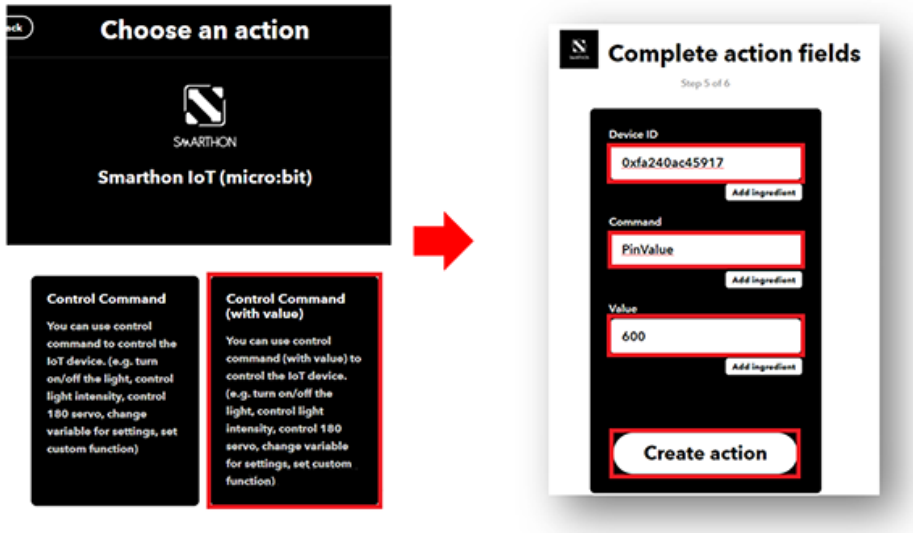 Choose an action
SMARTHON
Smarthon IoT (micro:bit)
Control Command
You can use control
command to control the
IoT device. (e.g. turn
on/off the light, control
light intensity, control
180 servo, change
variable for settings, set
custom function)
Control Command
(with value)
You can use control
command (with value) to
control the IoT device.
(e.g. turn on/off the
light, control light
intensity, control 180
servo, change variable
for settings, set custom
function)
Complete action fields
Step 5 of 6
Device ID
0xfa240ac45917
Add ingredient
Command
PinValue
Add ingredient
Value
600
Add ingredient
Create action